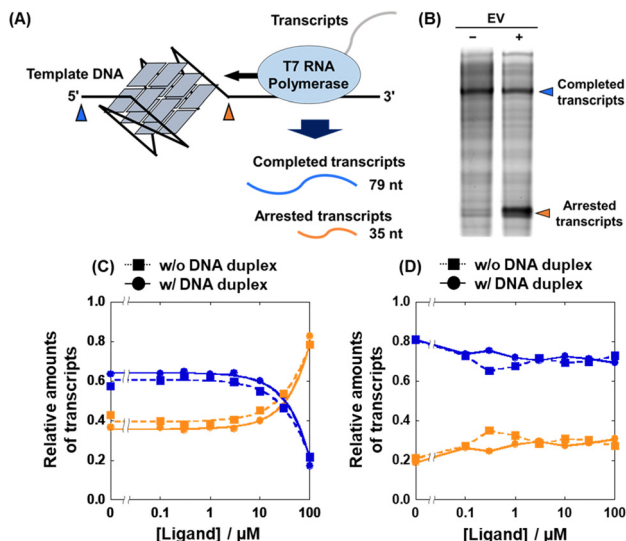 (A)
Transcripts
T7 RNA
Polymerase
Template DNA
5'
3'
Completed transcripts
79 nt
Arrested transcripts
35 nt
(B)
EV
− +
Completed
transcripts
Arrested
transcripts
(C)
w/o DNA duplex
w/ DNA duplex
Relative amounts
of transcripts
1.0
0.8
0.6
0.4
0.2
0.0
0 0.1 1 10 100
[Ligand] / µM
(D)
w/o DNA duplex
w/ DNA duplex
Relative amounts
of transcripts
1.0
0.8
0.6
0.4
0.2
0.0
0 0.1 1 10 100
[Ligand] / µM